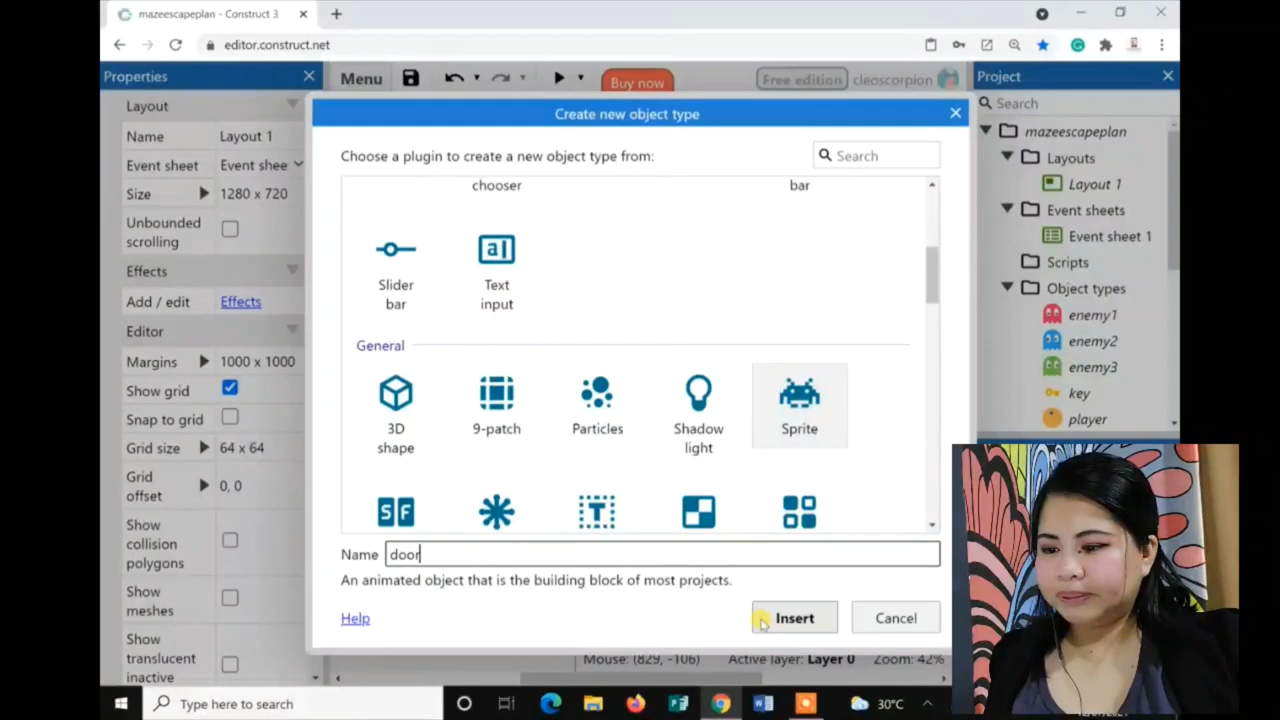 mazeescapeplan - Construct 3
editor.construct.net
Properties
Menu
Buy now
Free edition
cleoscorpion
Project
Layout
Name Layout 1
Event sheet Event shee
Size 1280 x 720
Unbounded
scrolling
Effects
Add / edit Effects
Editor
Margins 1000 x 1000
Show grid
Snap to grid
Grid size 64 x 64
Grid
offset 0, 0
Show
collision
polygons
Show
meshes
Show
translucent
inactive
Create new object type
Choose a plugin to create a new object type from:
Search
chooser
bar
Slider
bar
Text
input
General
3D
shape
9-patch
Particles
Shadow
light
Sprite
Name door
An animated object that is the building block of most projects.
Help
Insert
Cancel
Mouse: (829, -106) Active layer: Layer 0 Zoom: 42%
Search
mazeescapeplan
Layouts
Layout 1
Event sheets
Event sheet 1
Scripts
Object types
enemy1
enemy2
enemy3
key
player
Type here to search
30°C